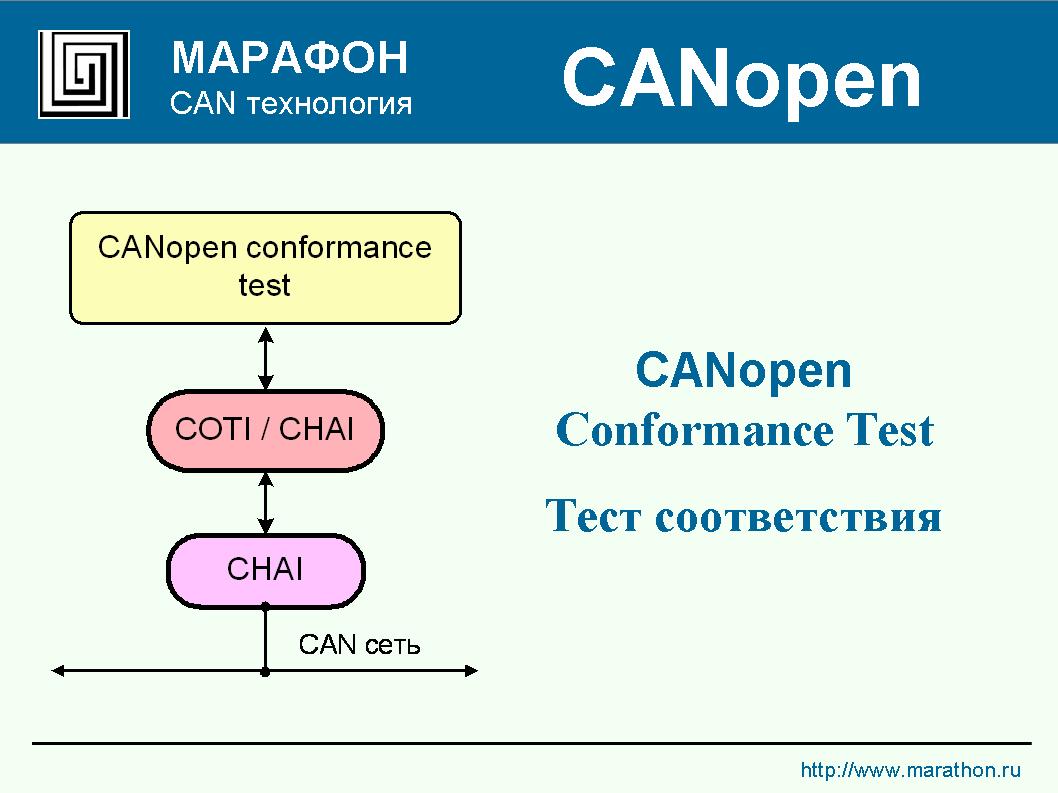 МАРАФОН
CAN технология
CANopen
CANopen conformance
test
COTI / CHAI
CHAI
CAN сеть
CANopen
Conformance Test
Тест соответствия
http://www.marathon.ru